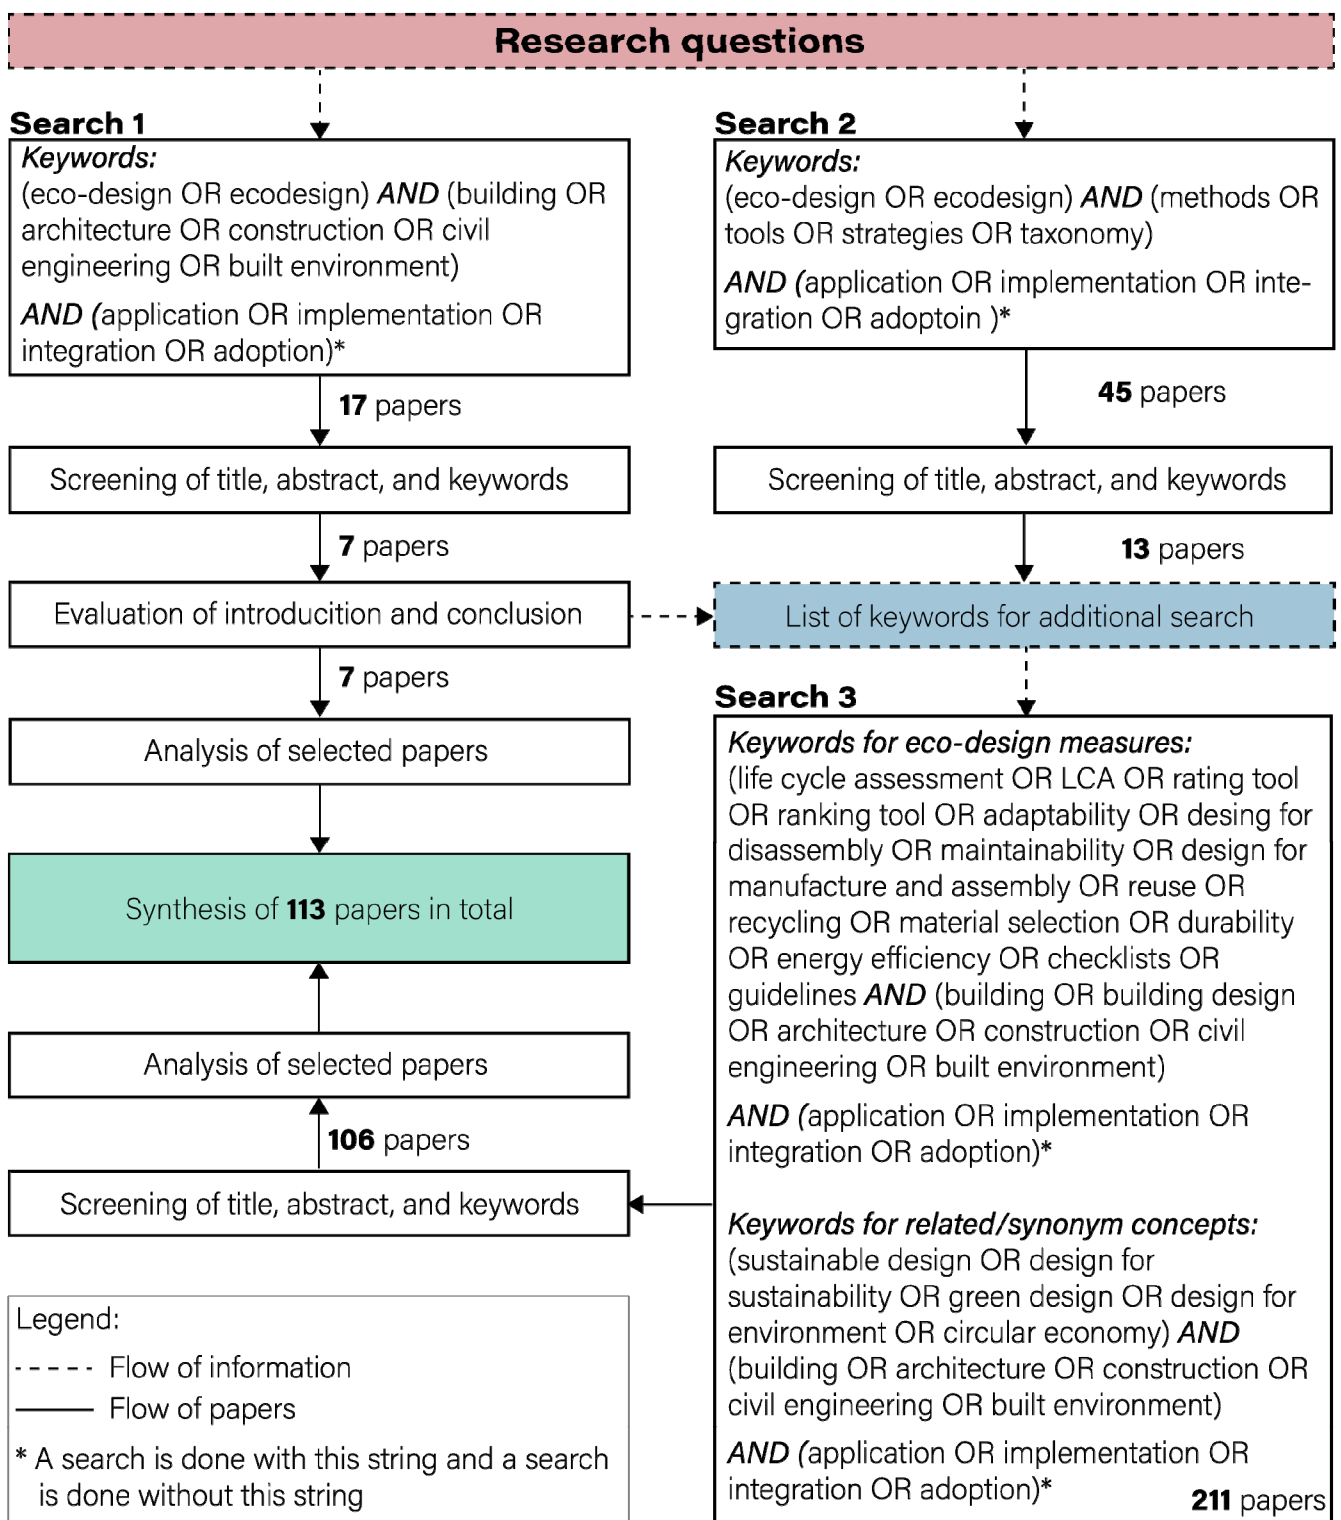 Research questions
Search 1
Keywords:
(eco-design OR ecodesign) AND (building OR
architecture OR construction OR civil
engineering OR built environment)
AND (application OR implementation OR
integration OR adoption)*
17 papers
Screening of title, abstract, and keywords
7 papers
Evaluation of introducition and conclusion
7 papers
Analysis of selected papers
Synthesis of 113 papers in total
Analysis of selected papers
106 papers
Screening of title, abstract, and keywords
Search 2
Keywords:
(eco-design OR ecodesign) AND (methods OR
tools OR strategies OR taxonomy)
AND (application OR implementation OR inte-
gration OR adoptoin )*
45 papers
Screening of title, abstract, and keywords
13 papers
List of keywords for additional search
Search 3
Keywords for eco-design measures:
(life cycle assessment OR LCA OR rating tool
OR ranking tool OR adaptability OR desing for
disassembly OR maintainability OR design for
manufacture and assembly OR reuse OR
recycling OR material selection OR durability
OR energy efficiency OR checklists OR
guidelines AND (building OR building design
OR architecture OR construction OR civil
engineering OR built environment)
AND (application OR implementation OR
integration OR adoption)*
Keywords for related/synonym concepts:
(sustainable design OR design for
sustainability OR green design OR design for
environment OR circular economy) AND
(building OR architecture OR construction OR
civil engineering OR built environment)
AND (application OR implementation OR
integration OR adoption)*
211 papers
Legend:
Flow of information
Flow of papers
* A search is done with this string and a search
is done without this string